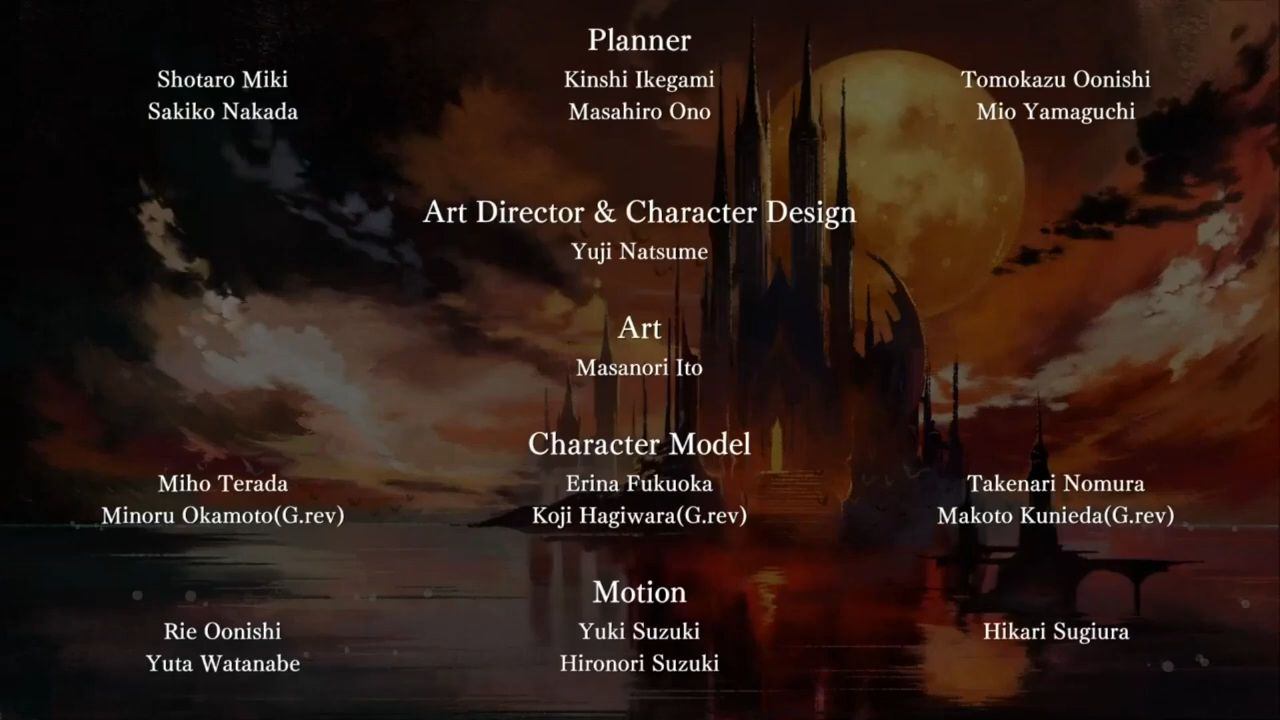 Planner
Shotaro Miki Kinshi Ikegami Tomokazu Oonishi
Sakiko Nakada Masahiro Ono Mio Yamaguchi
Art Director & Character Design
Yuji Natsume
Art
Masanori Ito
Character Model
Miho Terada Erina Fukuoka Takenari Nomura
Minoru Okamoto(G.rev) Koji Hagiwara(G.rev) Makoto Kunieda(G.rev)
Motion
Rie Oonishi Yuki Suzuki Hikari Sugiura
Yuta Watanabe Hironori Suzuki